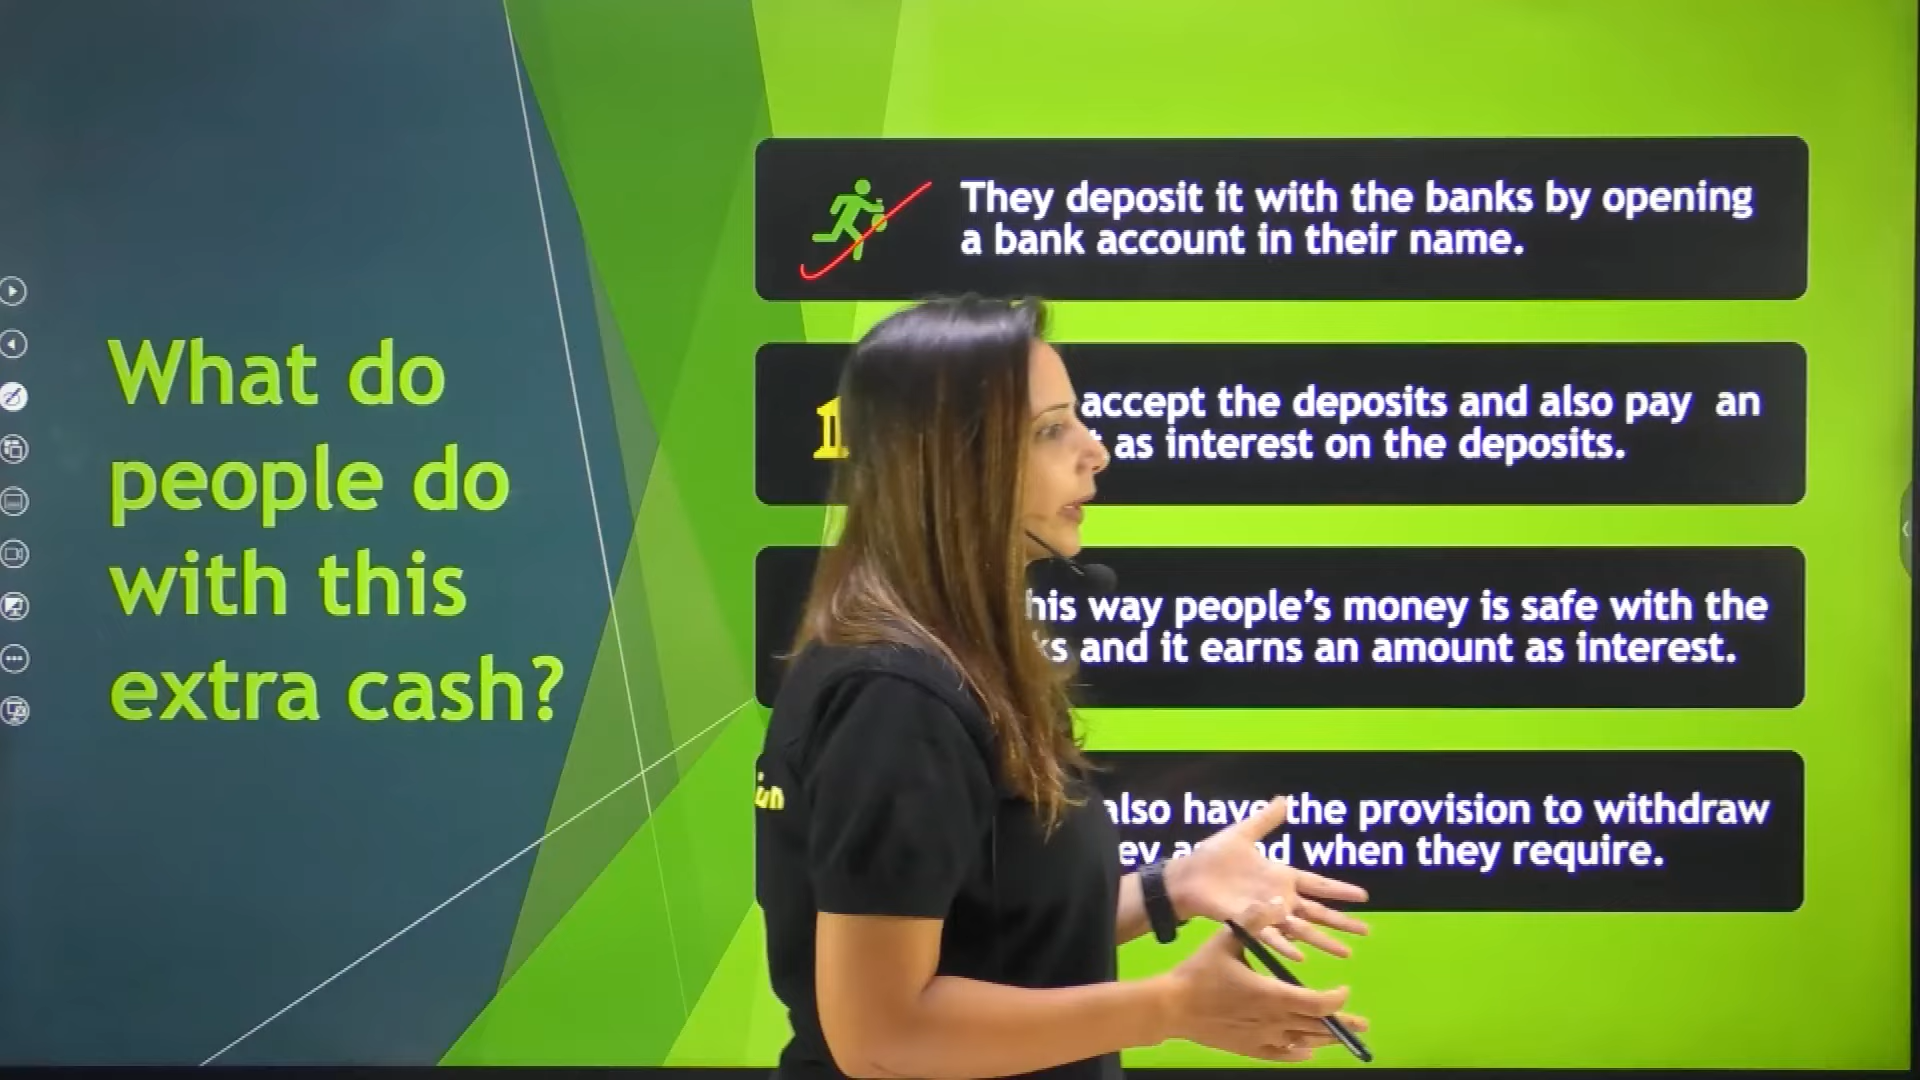 What do
people do
with this
extra cash?
They deposit it with the banks by opening
a bank account in their name.
accept the deposits and also pay an
as interest on the deposits.
way people's money is safe with the
and it earns an amount as interest.
also have the provision to withdraw
when they require.